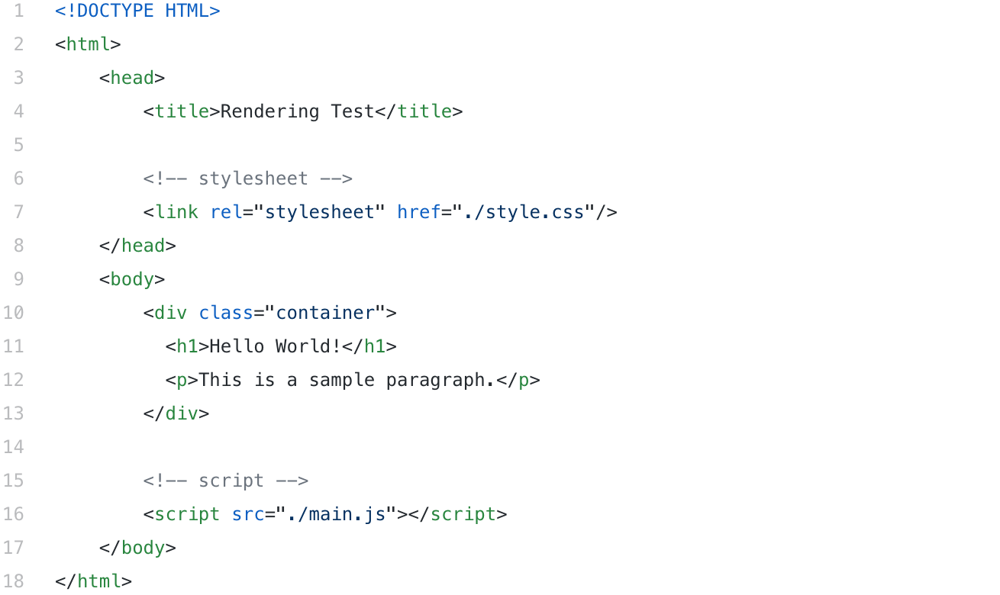 1 <!DOCTYPE HTML>
2 <html>
3     <head>
4         <title>Rendering Test</title>
5
6         <!-- stylesheet -->
7         <link rel="stylesheet" href="./style.css"/>
8     </head>
9     <body>
10         <div class="container">
11           <h1>Hello World!</h1>
12           <p>This is a sample paragraph.</p>
13         </div>
14
15         <!-- script -->
16         <script src="./main.js"></script>
17     </body>
18 </html>